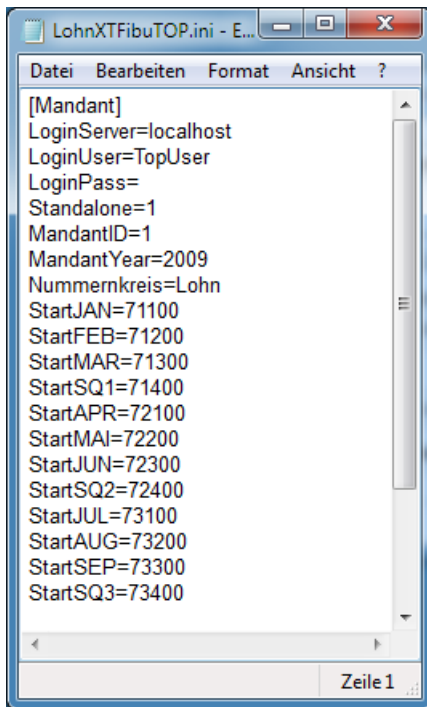 LohnXTFibuTOP.ini - E...
Datei Bearbeiten Format Ansicht ?
[Mandant]
LoginServer=localhost
LoginUser=TopUser
LoginPass=
Standalone=1
MandantID=1
MandantYear=2009
Nummernkreis=Lohn
StartJAN=71100
StartFEB=71200
StartMAR=71300
StartSQ1=71400
StartAPR=72100
StartMAI=72200
StartJUN=72300
StartSQ2=72400
StartJUL=73100
StartAUG=73200
StartSEP=73300
StartSQ3=73400
Zeile 1